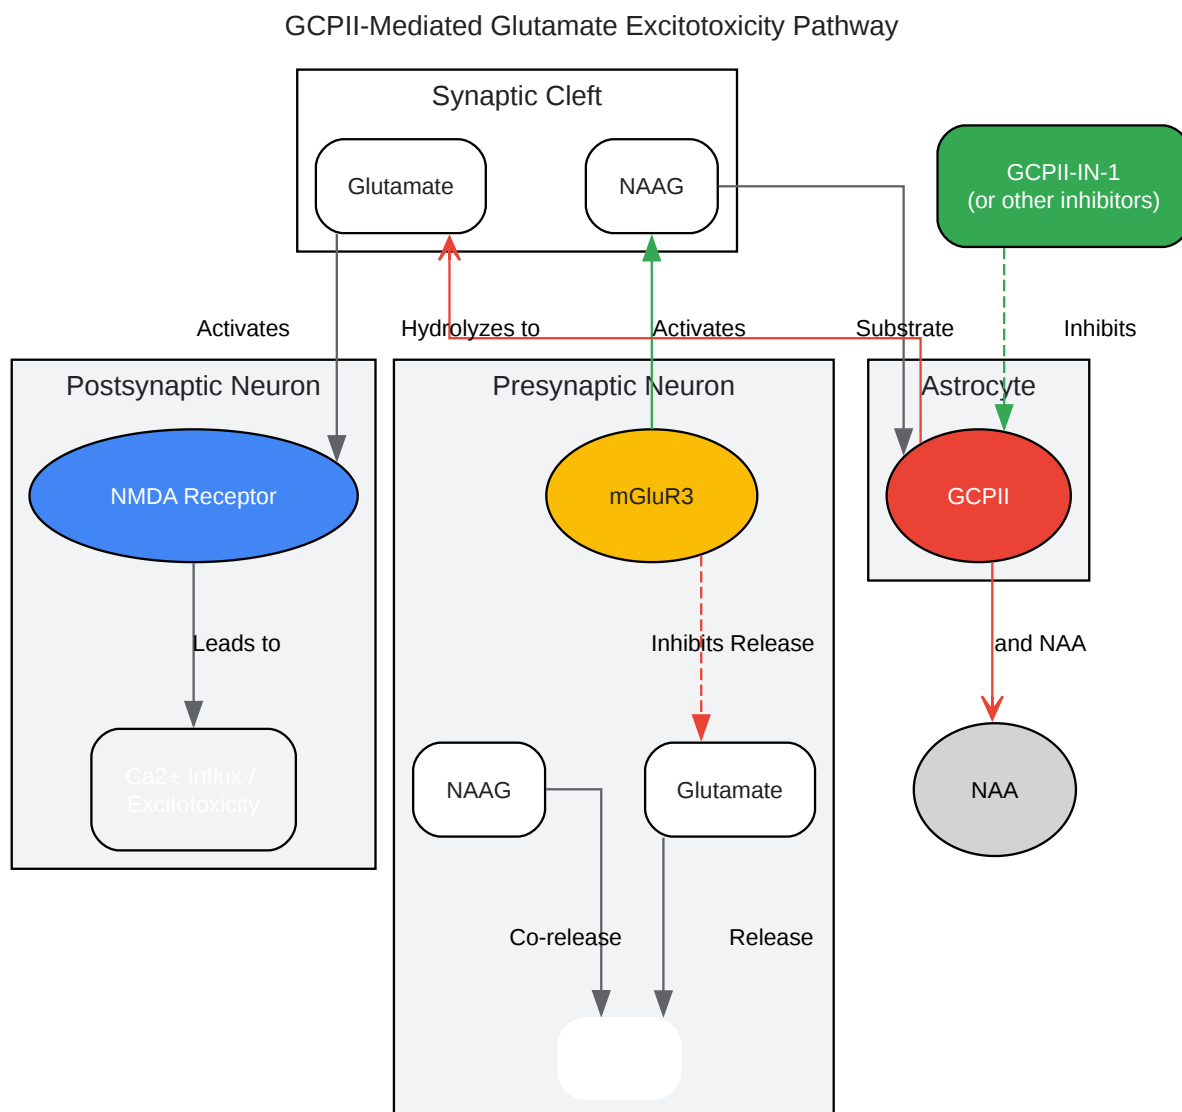 GCPII-Mediated Glutamate Excitotoxicity Pathway
Synaptic Cleft
Glutamate
NAAG
GCPII-IN-1
(or other inhibitors)
Activates
Hydrolyzes to
Activates
Substrate
Inhibits
Postsynaptic Neuron
Presynaptic Neuron
Astrocyte
NMDA Receptor
mGluR3
GCPII
Leads to
Inhibits Release
and NAA
Ca2+ Influx /
Excitotoxicity
NAAG
Glutamate
NAA
Co-release
Release